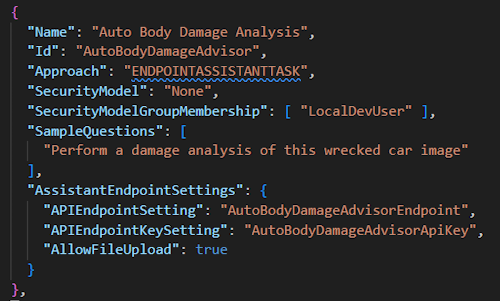 {
"Name": "Auto Body Damage Analysis",
"Id": "AutoBodyDamageAdvisor",
"Approach": "ENDPOINTASSISTANTTASK",
"SecurityModel": "None",
"SecurityModelGroupMembership": [ "LocalDevUser" ],
"SampleQuestions": [
"Perform a damage analysis of this wrecked car image"
],
"AssistantEndpointSettings": {
"APIEndpointSetting": "AutoBodyDamageAdvisorEndpoint",
"APIEndpointKeySetting": "AutoBodyDamageAdvisorApiKey",
"AllowFileUpload": true
}
},